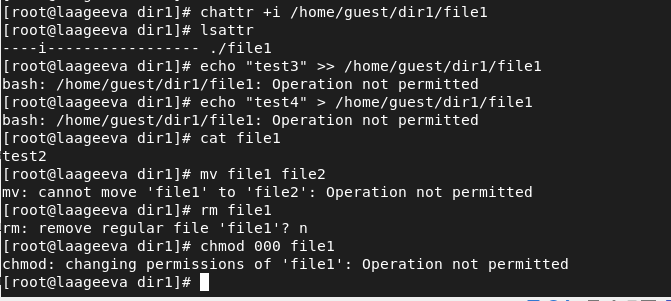 [root@laageeva dir1]# chattr +i /home/guest/dir1/file1
[root@laageeva dir1]# lsattr
----i----------------- ./file1
[root@laageeva dir1]# echo "test3" >> /home/guest/dir1/file1
bash: /home/guest/dir1/file1: Operation not permitted
[root@laageeva dir1]# echo "test4" > /home/guest/dir1/file1
bash: /home/guest/dir1/file1: Operation not permitted
[root@laageeva dir1]# cat file1
test2
[root@laageeva dir1]# mv file1 file2
mv: cannot move 'file1' to 'file2': Operation not permitted
[root@laageeva dir1]# rm file1
rm: remove regular file 'file1'? n
[root@laageeva dir1]# chmod 000 file1
chmod: changing permissions of 'file1': Operation not permitted
[root@laageeva dir1]#